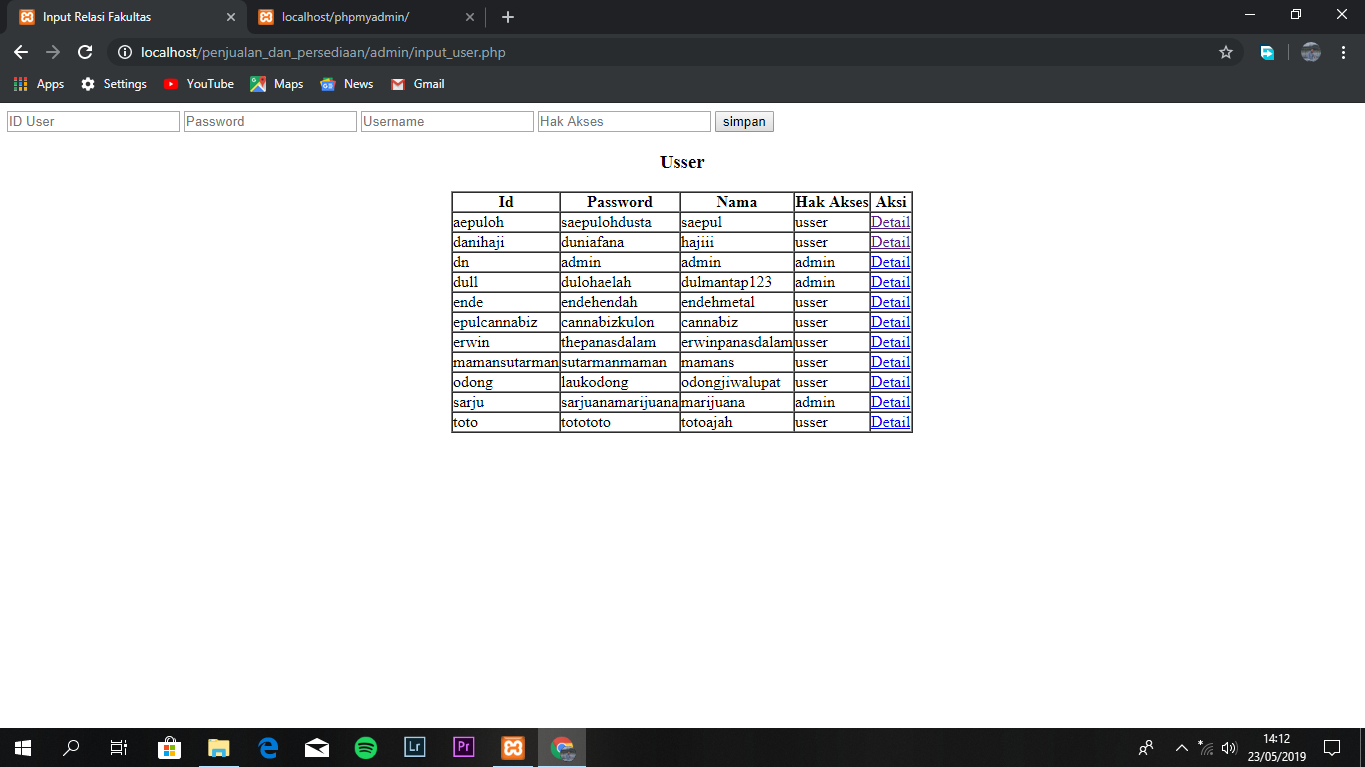 Input Relasi Fakultas localhost/phpmyadmin/
localhost/penjualan_dan_persediaan/admin/input_user.php
Apps Settings YouTube Maps News Gmail
ID User Password Username Hak Akses simpan
Usser
Id Password Nama Hak Akses Aksi
aepuloh saepulohdusta saepul usser Detail
danihaji duniafana hajiii usser Detail
dn admin admin admin Detail
dull dulohaelah dulmantap123 admin Detail
ende endehendah endehmetal usser Detail
epulcannabiz cannabizkulon cannabiz usser Detail
erwin thepanasdalam erwinpanasdalam usser Detail
mamansutarman sutarmanmaman mamans usser Detail
odong laukodong odongjiwalupat usser Detail
sarju sarjuanamarijuana marijuana admin Detail
toto totototo totoajah usser Detail
Lr Pr
14:12
23/05/2019